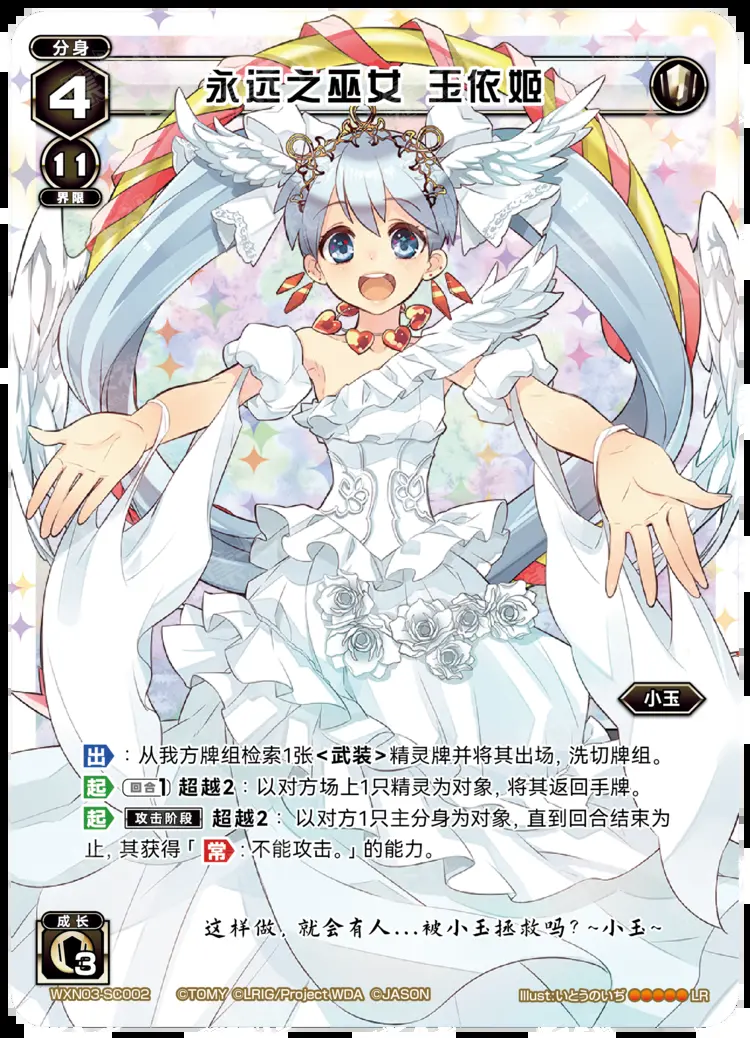 分身
4
永远之巫女 玉依姬
11
界限
小玉
出：从我方牌组检索1张<武装>精灵牌并将其出场，洗切牌组。
起 回合1 超越2：以对方场上1只精灵为对象，将其返回手牌。
起 攻击阶段 超越2：以对方1只主分身为对象，直到回合结束为
止，其获得「常：不能攻击。」的能力。
这样做，就会有人...被小玉拯救吗？~小玉~
成长
3
WXN03-SC002 ©TOMY ©LRIG/Project WDA ©JASON Illust:いとうのいぢ LR